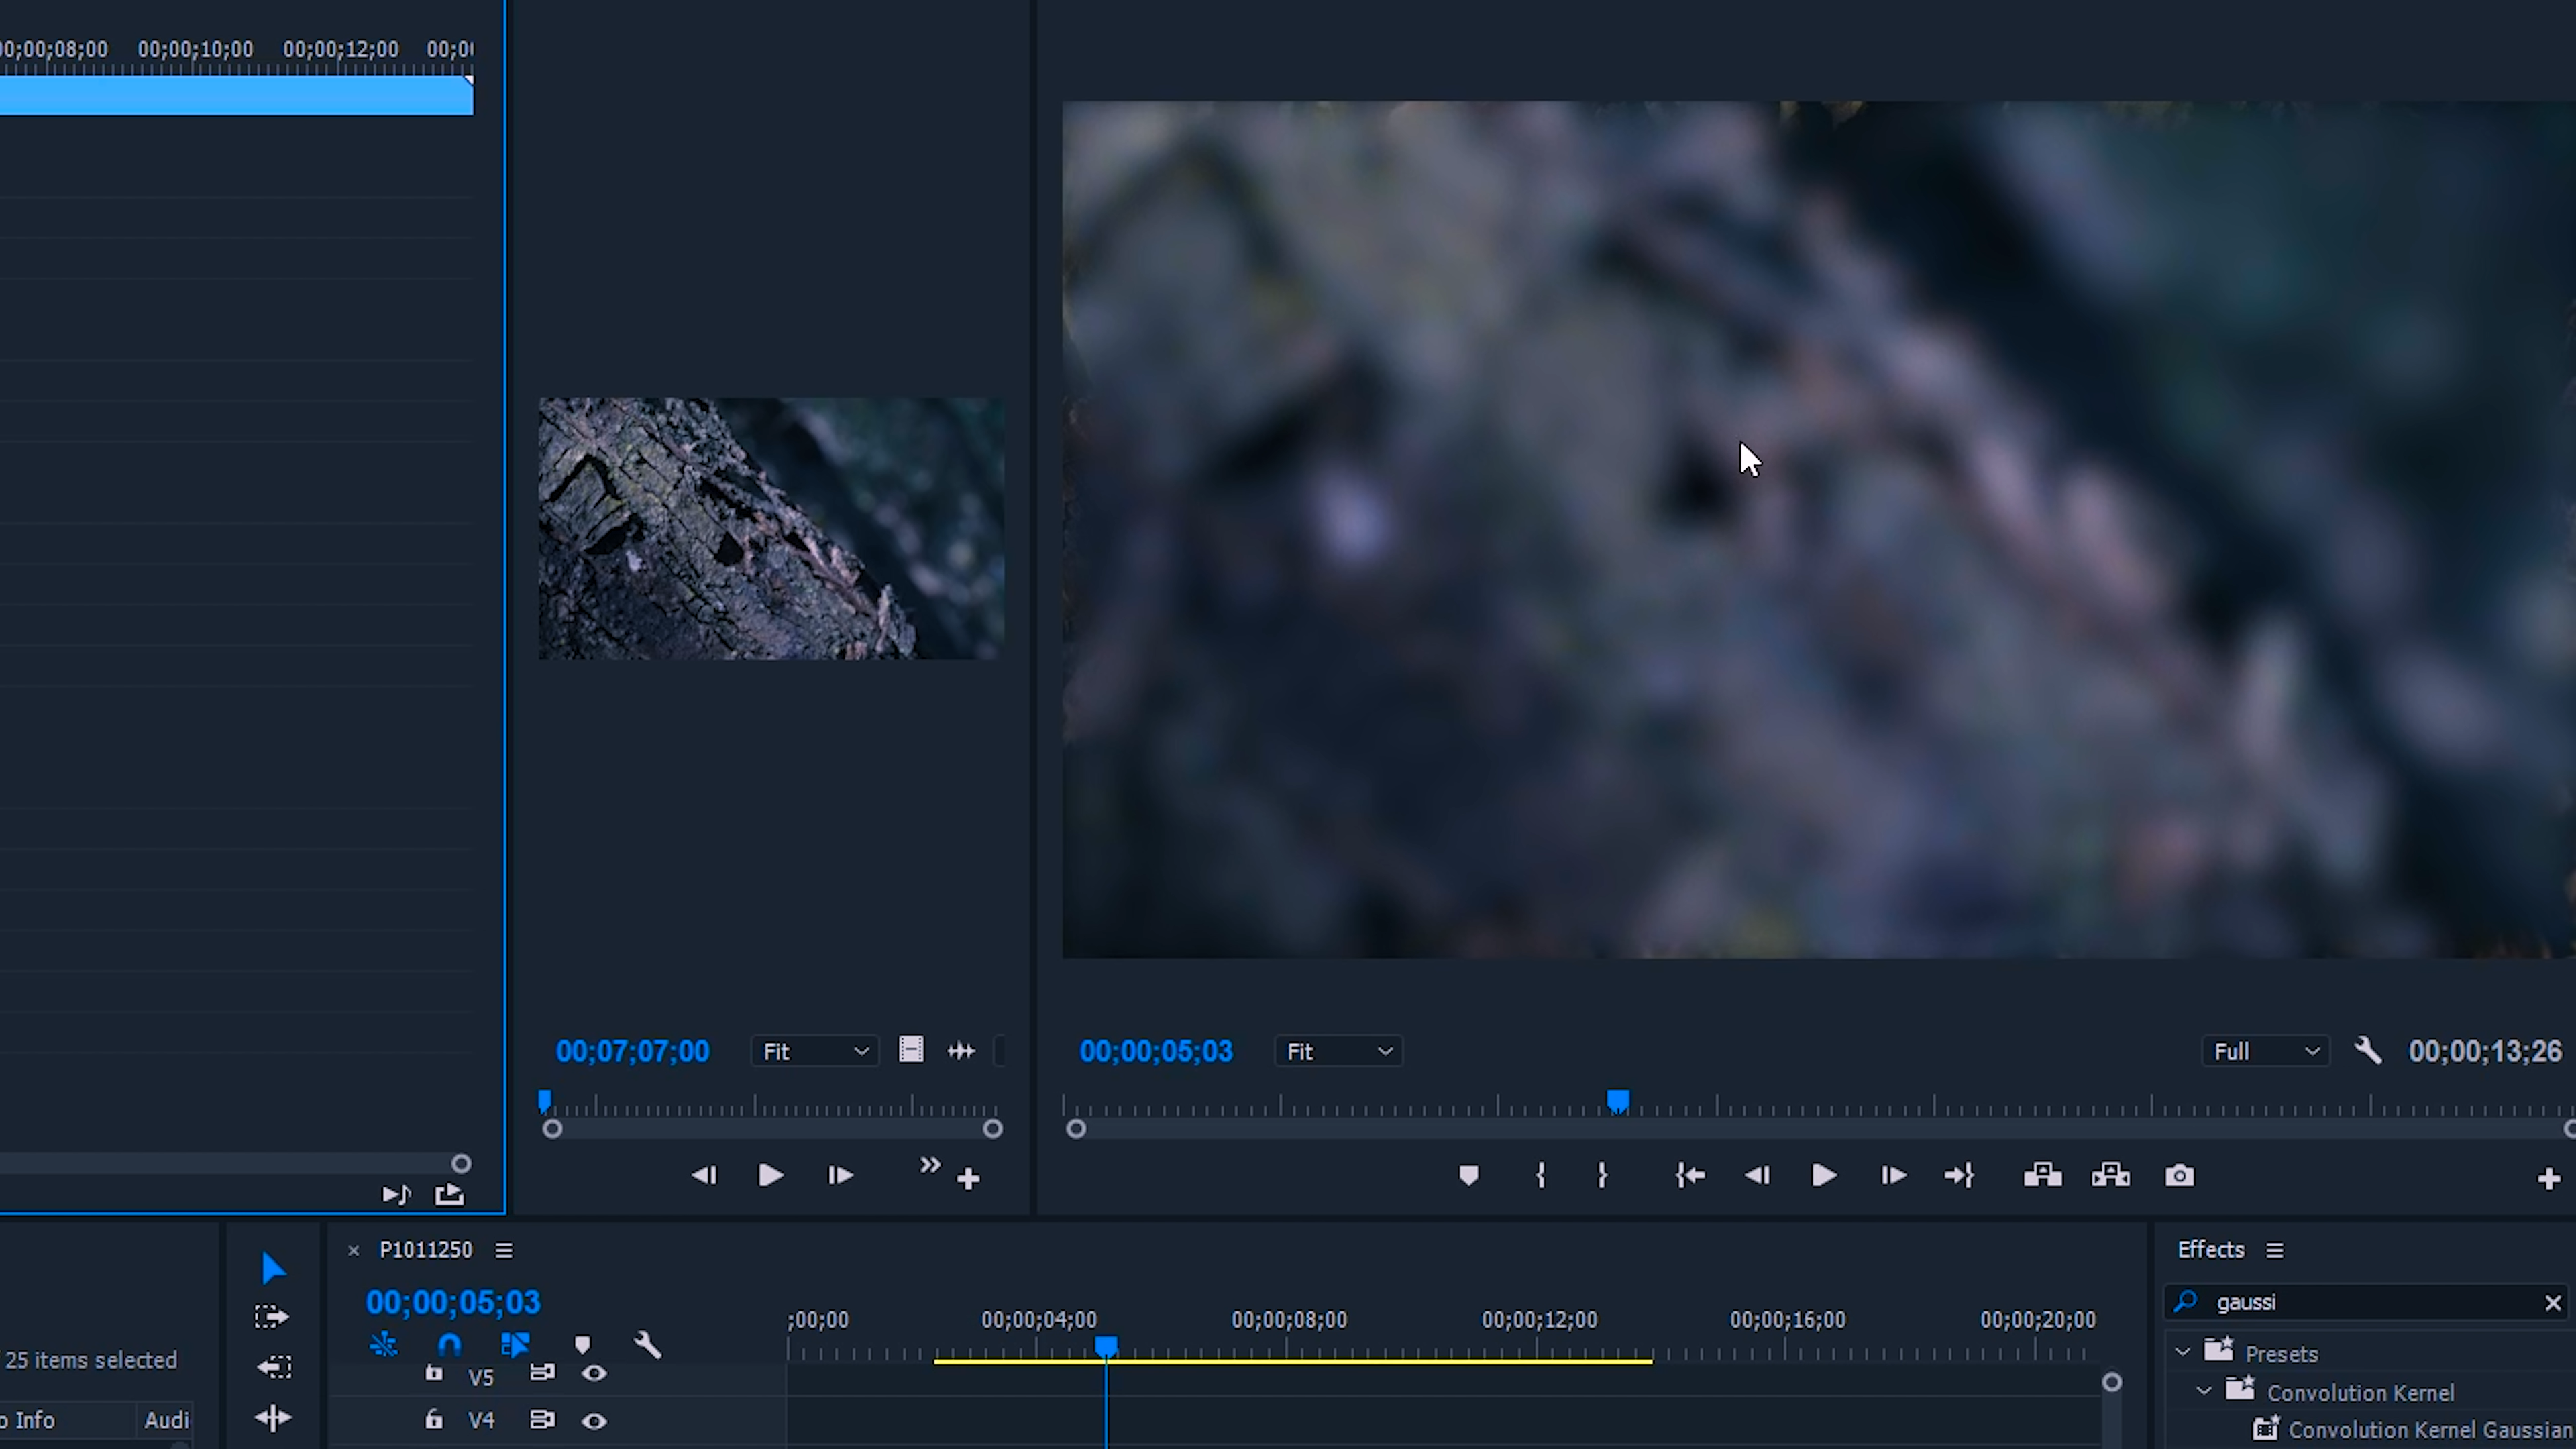 00;00;08;00 00;00;10;00 00;00;12;00
00;07;07;00 Fit
00;00;05;03 Fit Full 00;00;13;26
× P1011250
00;00;05;03
;00;00 00;00;04;00 00;00;08;00 00;00;12;00 00;00;16;00 00;00;20;00
V5
V4
25 items selected
o Info Audi
Effects
gaussi
Presets
Convolution Kernel
Convolution Kernel Gaussian